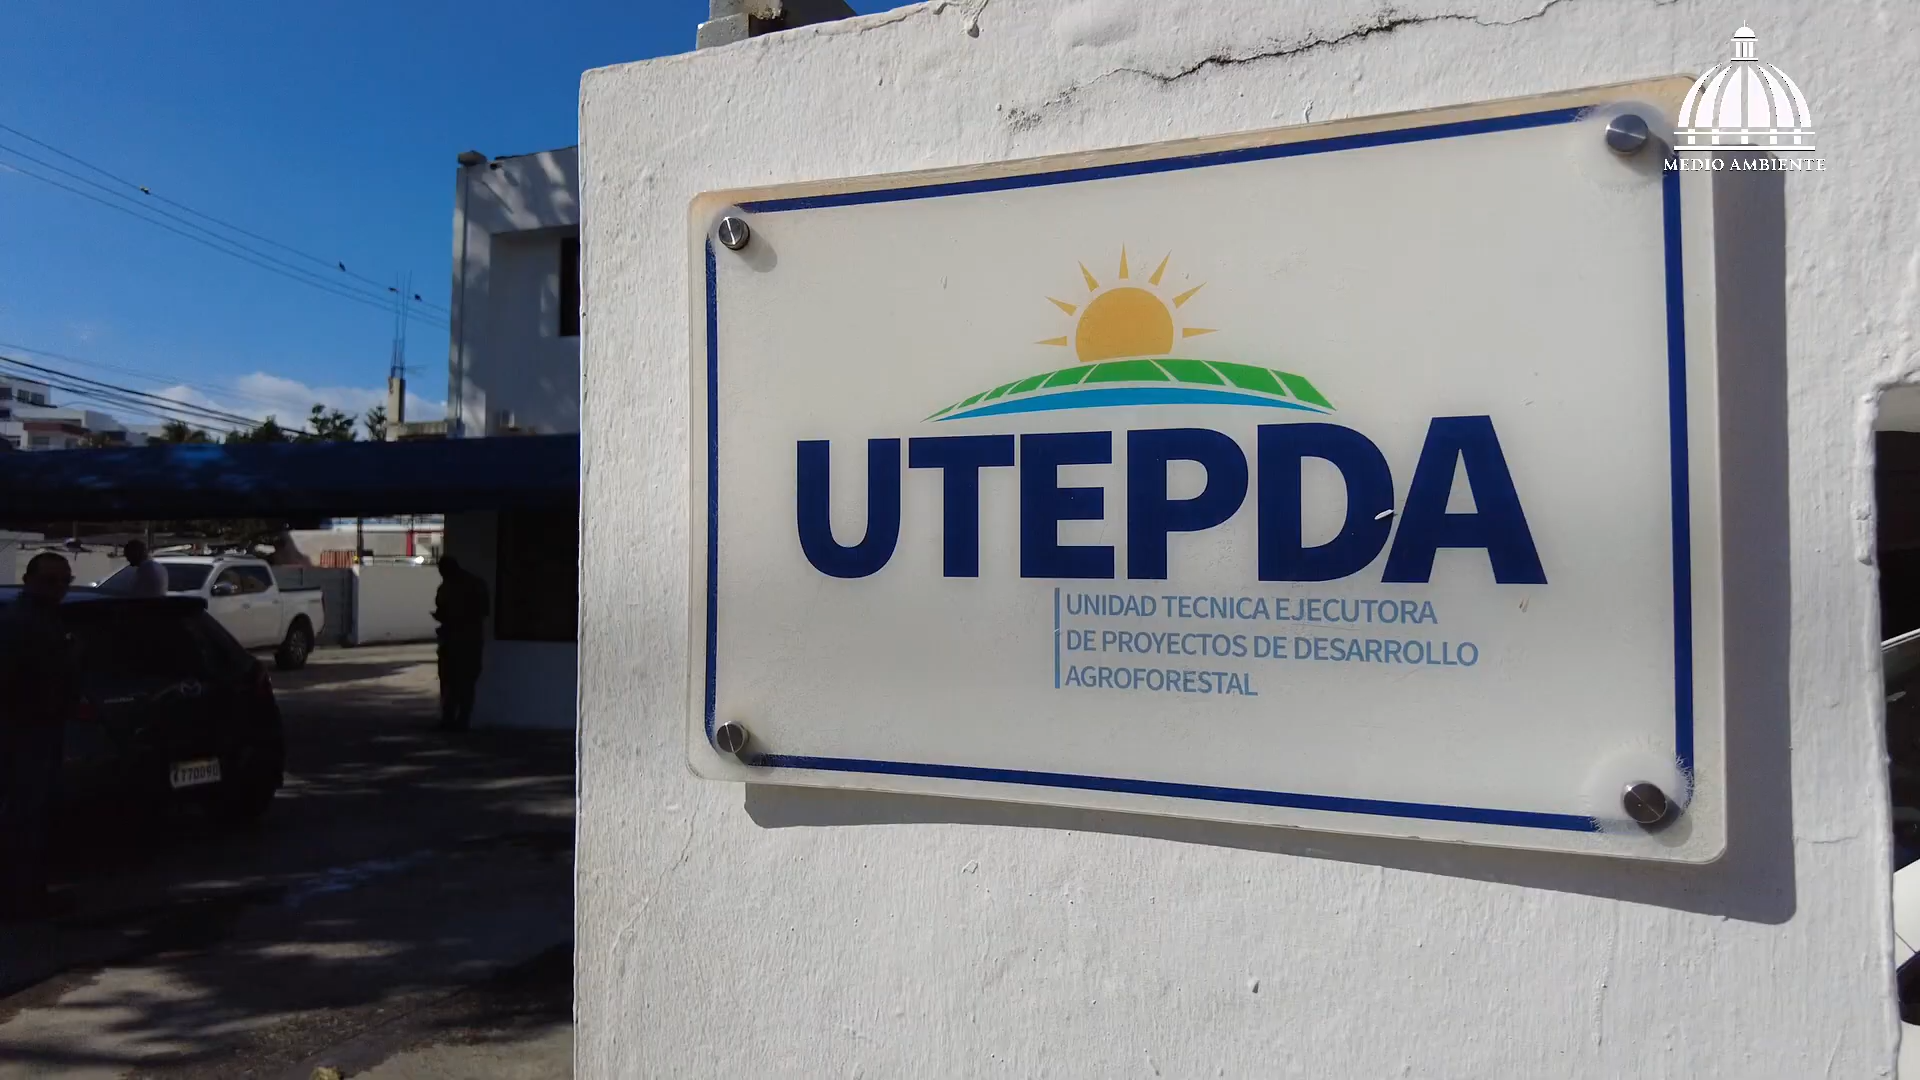 MEDIO AMBIENTE
UTEPDA
UNIDAD TECNICA EJECUTORA
DE PROYECTOS DE DESARROLLO
AGROFORESTAL